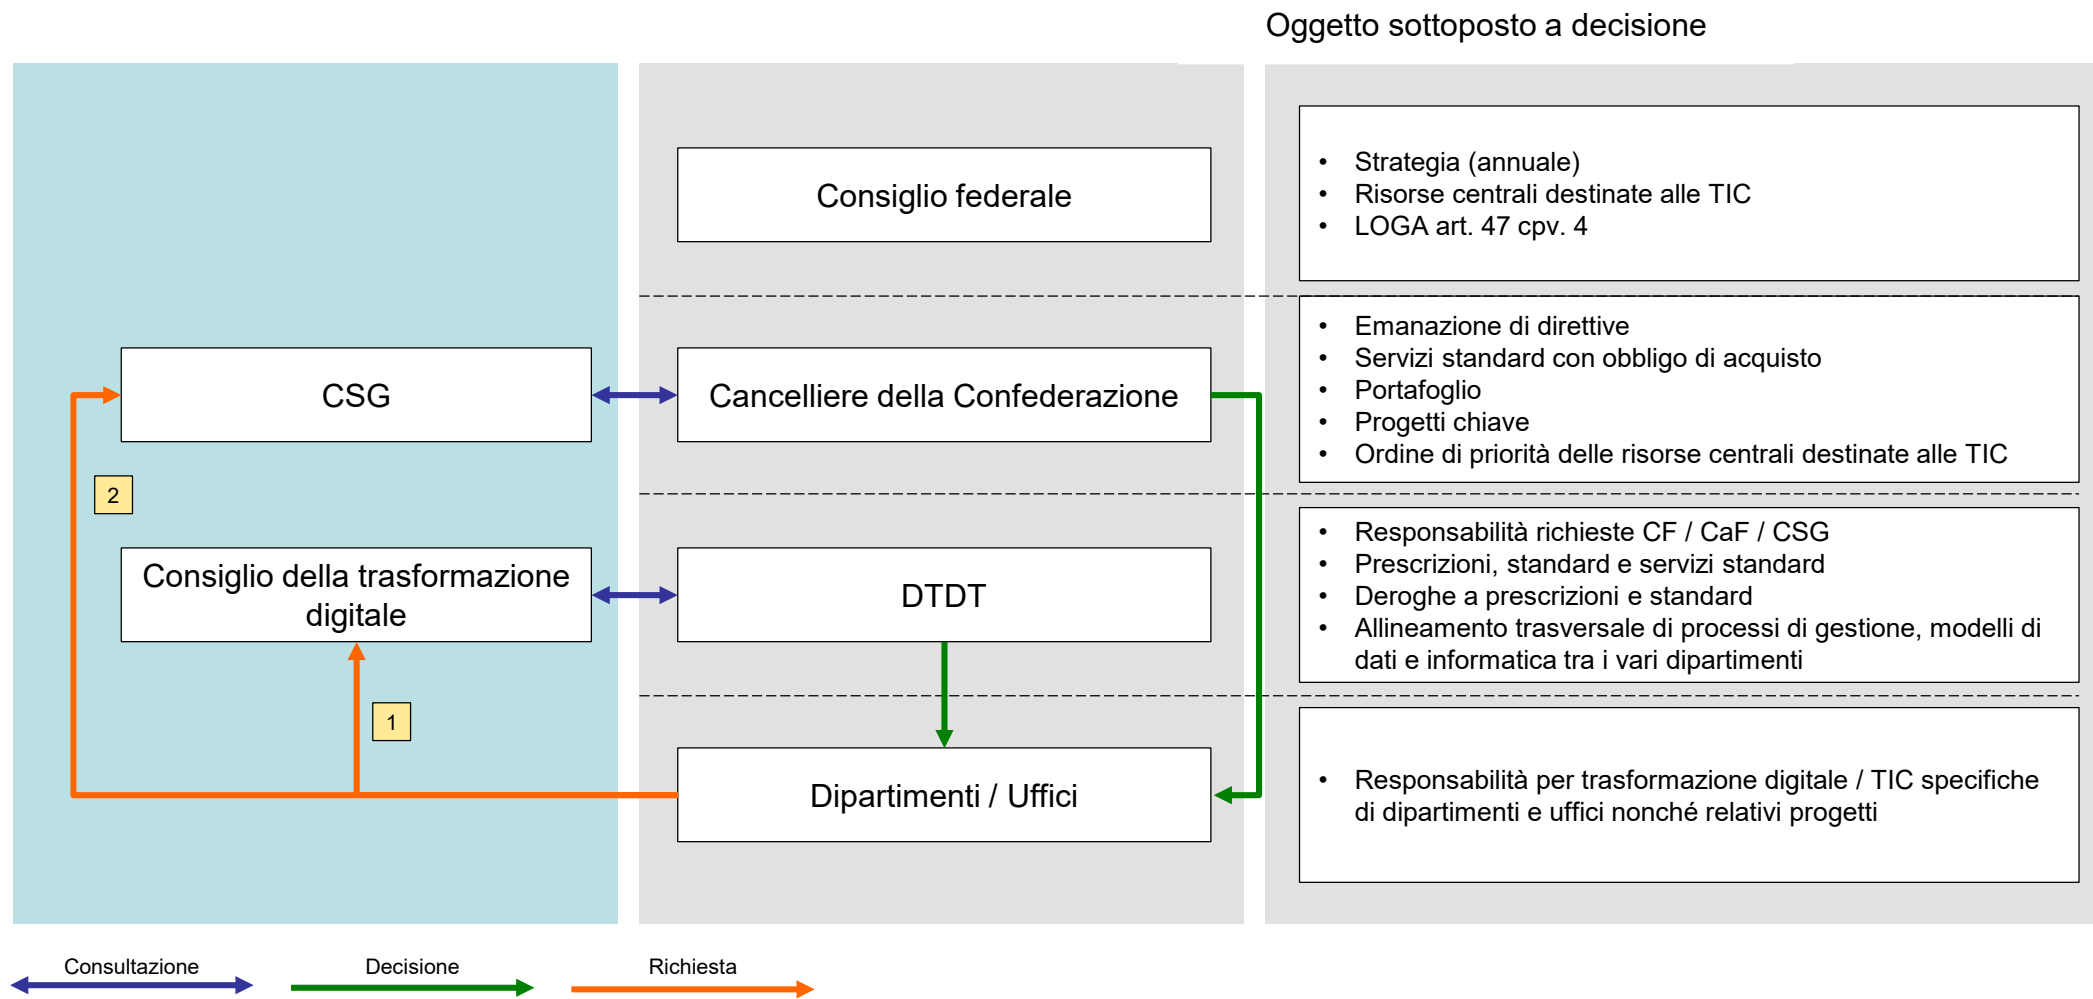 Oggetto sottoposto a decisione
Consiglio federale
• Strategia (annuale)
• Risorse centrali destinate alle TIC
• LOGA art. 47 cpv. 4
CSG
Cancelliere della Confederazione
• Emanazione di direttive
• Servizi standard con obbligo di acquisto
• Portafoglio
• Progetti chiave
• Ordine di priorità delle risorse centrali destinate alle TIC
2
Consiglio della trasformazione
digitale
DTDT
• Responsabilità richieste CF / CaF / CSG
• Prescrizioni, standard e servizi standard
• Deroghe a prescrizioni e standard
• Allineamento trasversale di processi di gestione, modelli di
dati e informatica tra i vari dipartimenti
1
Dipartimenti / Uffici
• Responsabilità per trasformazione digitale / TIC specifiche
di dipartimenti e uffici nonché relativi progetti
Consultazione
Decisione
Richiesta